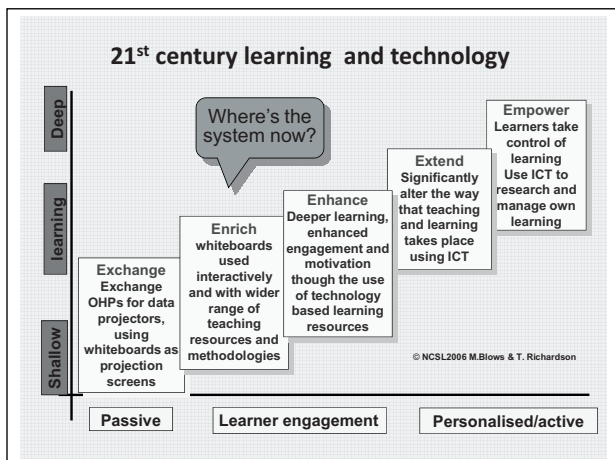 21st century learning and technology
Deep
learning
Shallow
Where's the
system now?
Exchange
Exchange
OHPs for data
projectors,
using
whiteboards as
projection
screens
Enrich
whiteboards
used
interactively
and with wider
range of
teaching
resources and
methodologies
Enhance
Deeper learning,
enhanced
engagement and
motivation
though the use
of technology
based learning
resources
Extend
Significantly
alter the way
that teaching
and learning
takes place
using ICT
Empower
Learners take
control of
learning
Use ICT to
research and
manage own
learning
© NCSL2006 M.Blows & T. Richardson
Passive
Learner engagement
Personalised/active